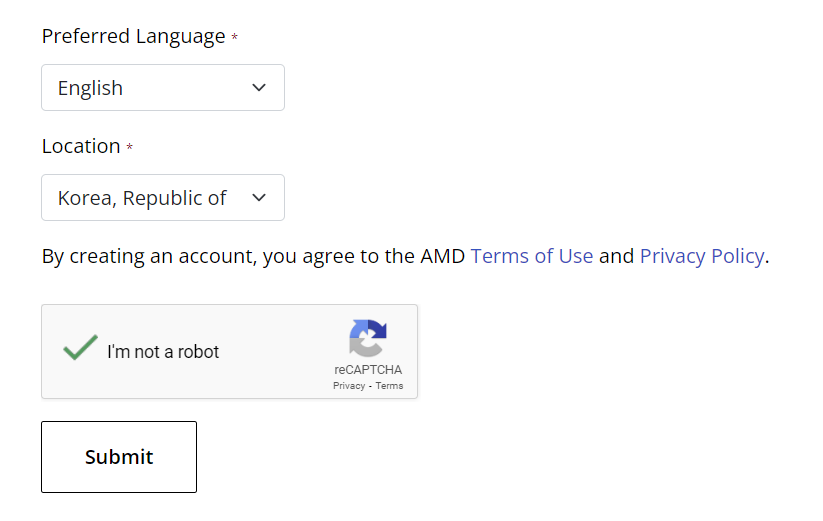 Preferred Language *
English
Location *
Korea, Republic of
By creating an account, you agree to the AMD Terms of Use and Privacy Policy.
I'm not a robot
reCAPTCHA
Privacy - Terms
Submit